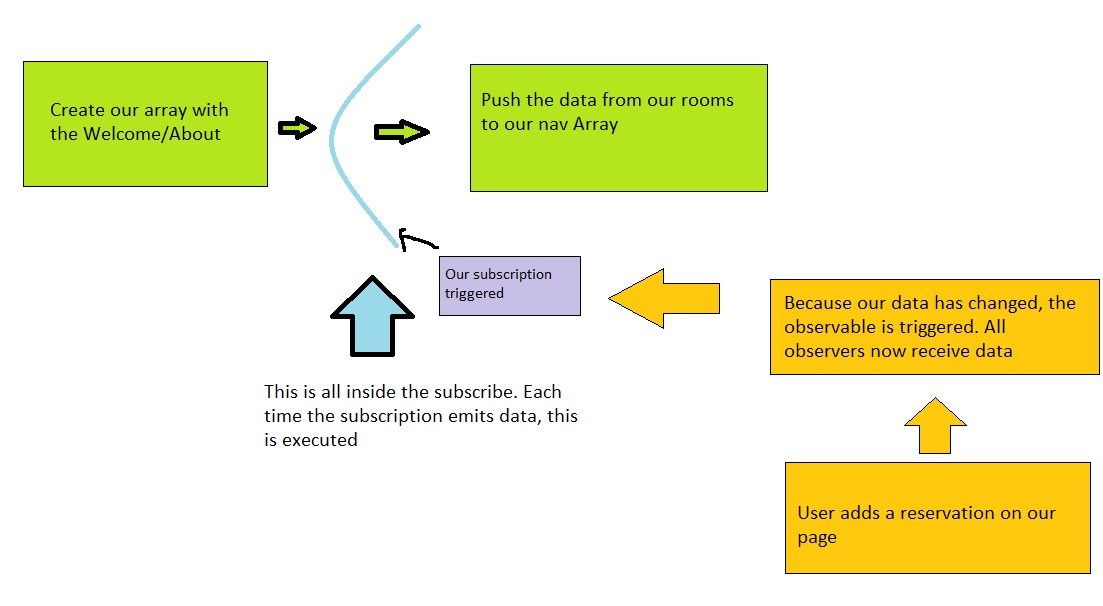 Create our array with
the Welcome/About
Push the data from our rooms
to our nav Array
Our subscription
triggered
Because our data has changed, the
observable is triggered. All
observers now receive data
This is all inside the subscribe. Each
time the subscription emits data, this
is executed
User adds a reservation on our
page